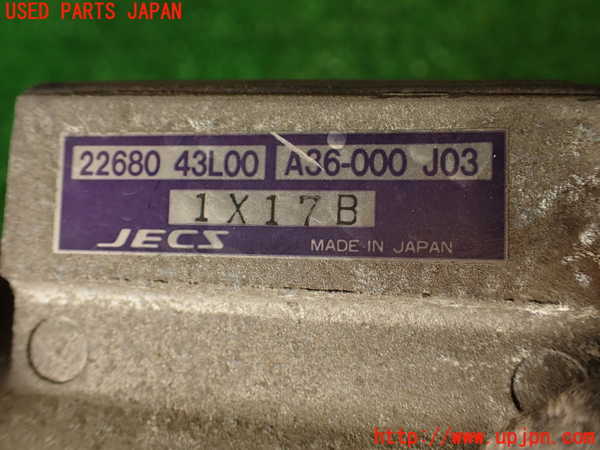 USED PARTS JAPAN
22680 43L00 A36-000 J03
1X17B
JECS MADE IN JAPAN
http://www.upjpn.com/